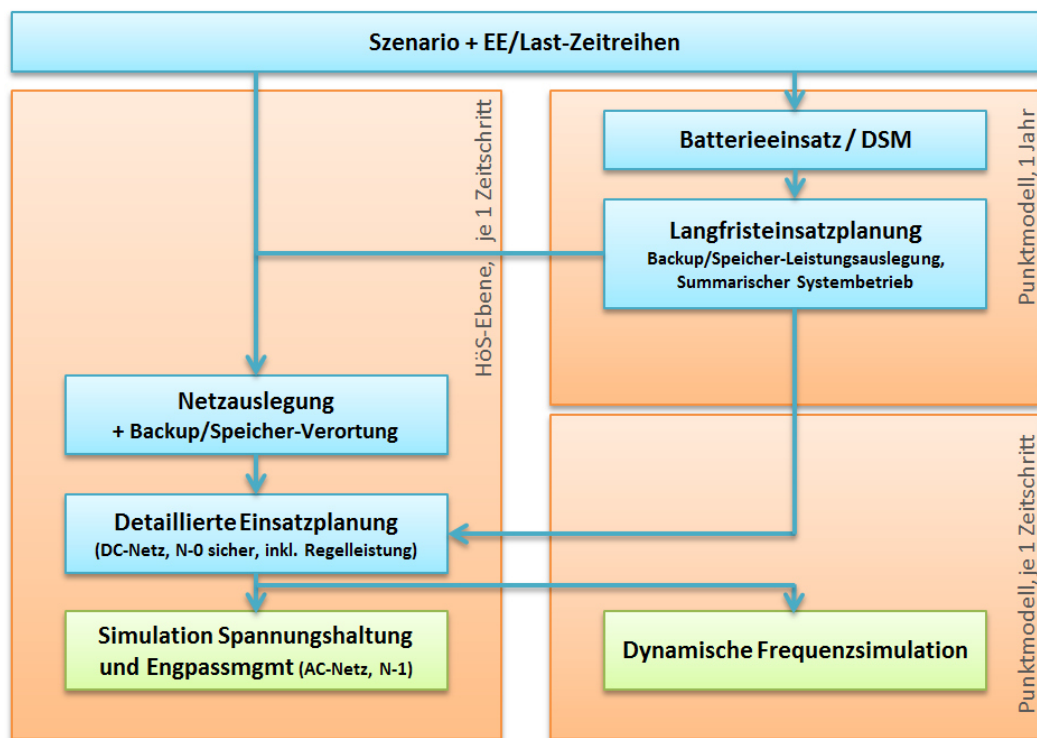 Szenario + EE/Last-Zeitreihen
HöS-Ebene, je 1 Zeitschritt
Punktmodell, 1 Jahr
Batterieeinsatz / DSM
Langfristeinsatzplanung
Backup/Speicher-Leistungsauslegung,
Summarischer Systembetrieb
Netzauslegung
+ Backup/Speicher-Verortung
Punktmodell, je 1 Zeitschritt
Detaillierte Einsatzplanung
(DC-Netz, N-0 sicher, inkl. Regelleistung)
Simulation Spannungshaltung
und Engpassmgmt (AC-Netz, N-1)
Dynamische Frequenzsimulation